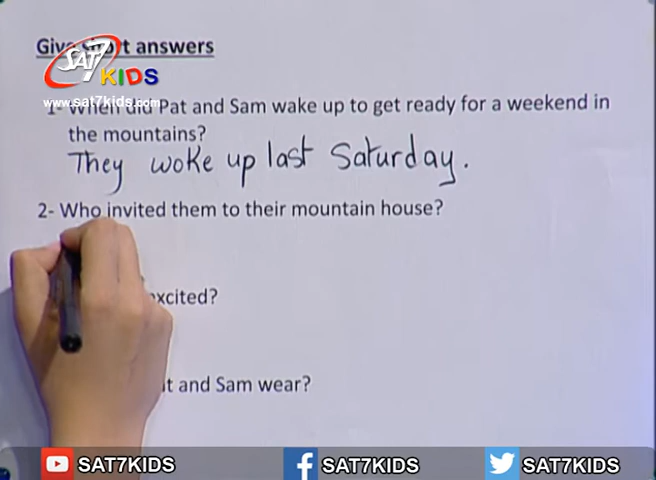 Give short answers
SAT7
KIDS
www.sat7kids.com
1- When did Pat and Sam wake up to get ready for a weekend in
the mountains?
They woke up last Saturday.
2- Who invited them to their mountain house?
excited?
and Sam wear?
SAT7KIDS
SAT7KIDS
SAT7KIDS